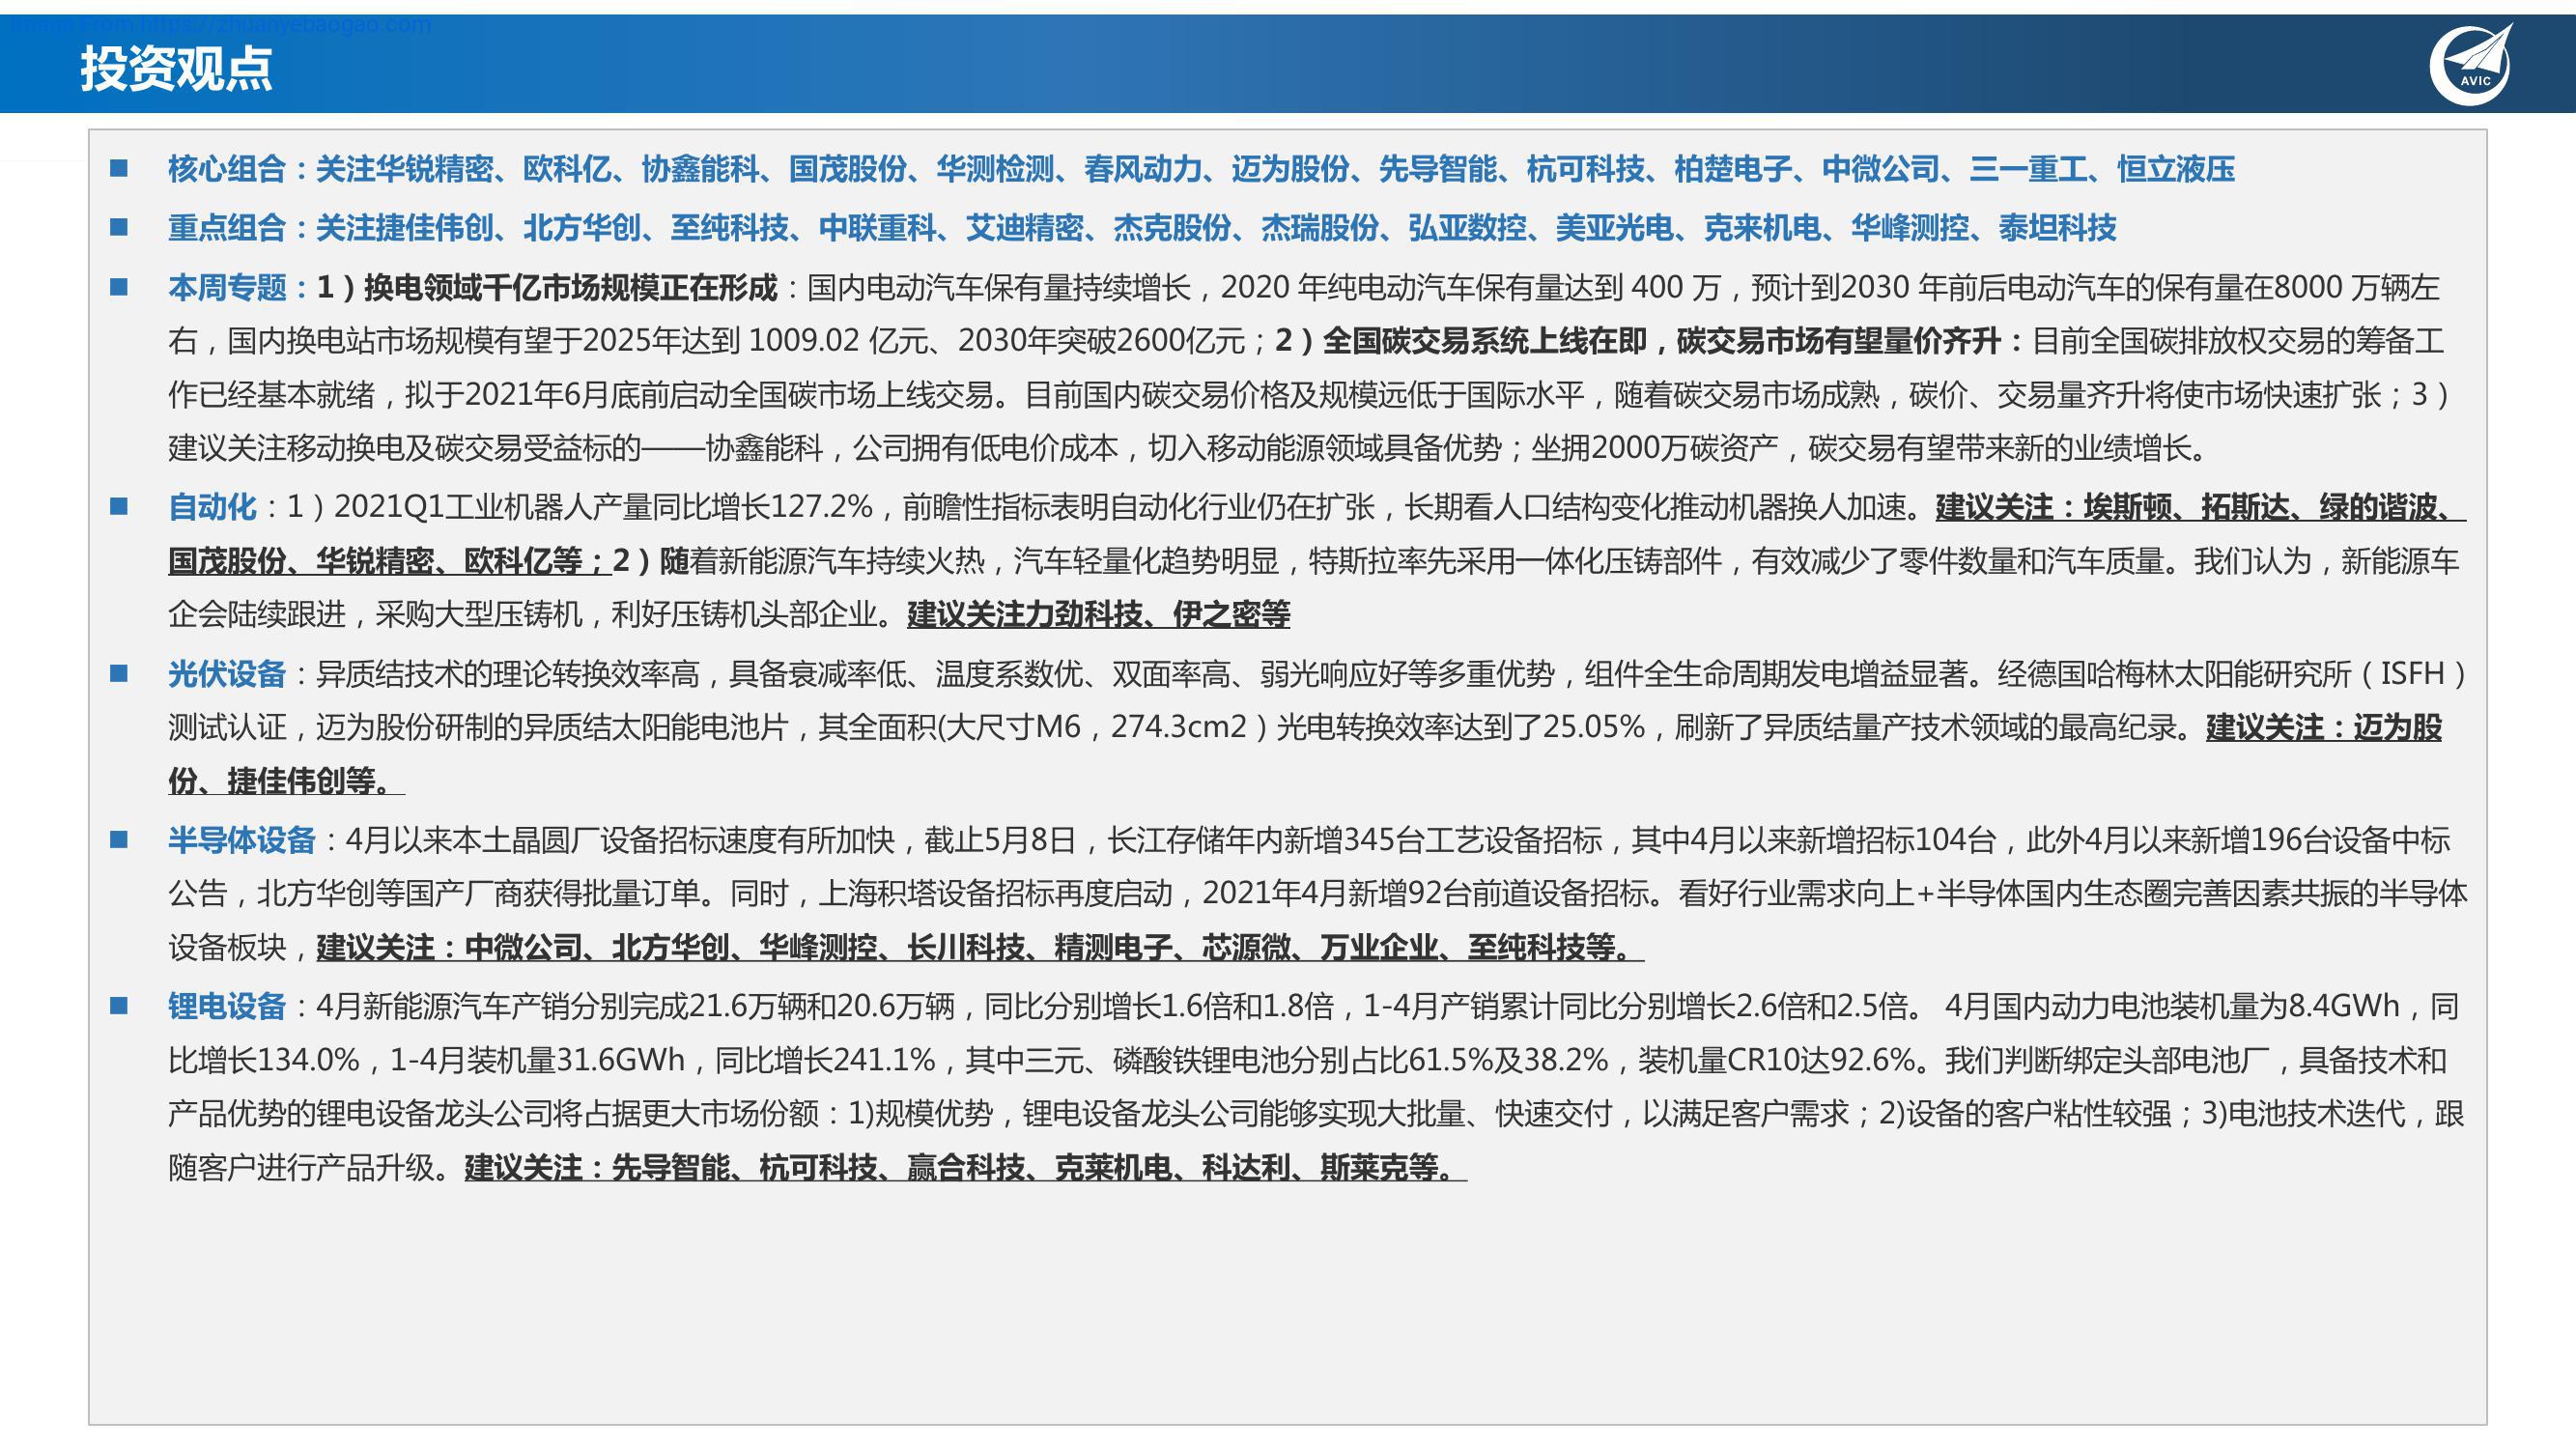 Image From https://zhuanyebaogao.com
投资观点
AVIC
■ 核心组合：关注华锐精密、欧科亿、协鑫能科、国茂股份、华测检测、春风动力、迈为股份、先导智能、杭可科技、柏楚电子、中微公司、三一重工、恒立液压
■ 重点组合：关注捷佳伟创、北方华创、至纯科技、中联重科、艾迪精密、杰克股份、杰瑞股份、弘亚数控、美亚光电、克来机电、华峰测控、泰坦科技
■ 本周专题：1）换电领域千亿市场规模正在形成：国内电动汽车保有量持续增长，2020 年纯电动汽车保有量达到 400 万，预计到2030 年前后电动汽车的保有量在8000 万辆左
右，国内换电站市场规模有望于2025年达到 1009.02 亿元、2030年突破2600亿元；2）全国碳交易系统上线在即，碳交易市场有望量价齐升：目前全国碳排放权交易的筹备工
作已经基本就绪，拟于2021年6月底前启动全国碳市场上线交易。目前国内碳交易价格及规模远低于国际水平，随着碳交易市场成熟，碳价、交易量齐升将使市场快速扩张；3）
建议关注移动换电及碳交易受益标的——协鑫能科，公司拥有低电价成本，切入移动能源领域具备优势；坐拥2000万碳资产，碳交易有望带来新的业绩增长。
■ 自动化：1）2021Q1工业机器人产量同比增长127.2%，前瞻性指标表明自动化行业仍在扩张，长期看人口结构变化推动机器换人加速。建议关注：埃斯顿、拓斯达、绿的谐波、
国茂股份、华锐精密、欧科亿等；2）随着新能源汽车持续火热，汽车轻量化趋势明显，特斯拉率先采用一体化压铸部件，有效减少了零件数量和汽车质量。我们认为，新能源车
企会陆续跟进，采购大型压铸机，利好压铸机头部企业。建议关注力劲科技、伊之密等
■ 光伏设备：异质结技术的理论转换效率高，具备衰减率低、温度系数优、双面率高、弱光响应好等多重优势，组件全生命周期发电增益显著。经德国哈梅林太阳能研究所（ISFH）
测试认证，迈为股份研制的异质结太阳能电池片，其全面积(大尺寸M6，274.3cm2）光电转换效率达到了25.05%，刷新了异质结量产技术领域的最高纪录。建议关注：迈为股
份、捷佳伟创等。
■ 半导体设备：4月以来本土晶圆厂设备招标速度有所加快，截止5月8日，长江存储年内新增345台工艺设备招标，其中4月以来新增招标104台，此外4月以来新增196台设备中标
公告，北方华创等国产厂商获得批量订单。同时，上海积塔设备招标再度启动，2021年4月新增92台前道设备招标。看好行业需求向上+半导体国内生态圈完善因素共振的半导体
设备板块，建议关注：中微公司、北方华创、华峰测控、长川科技、精测电子、芯源微、万业企业、至纯科技等。
■ 锂电设备：4月新能源汽车产销分别完成21.6万辆和20.6万辆，同比分别增长1.6倍和1.8倍，1-4月产销累计同比分别增长2.6倍和2.5倍。 4月国内动力电池装机量为8.4GWh，同
比增长134.0%，1-4月装机量31.6GWh，同比增长241.1%，其中三元、磷酸铁锂电池分别占比61.5%及38.2%，装机量CR10达92.6%。我们判断绑定头部电池厂，具备技术和
产品优势的锂电设备龙头公司将占据更大市场份额：1)规模优势，锂电设备龙头公司能够实现大批量、快速交付，以满足客户需求；2)设备的客户粘性较强；3)电池技术迭代，跟
随客户进行产品升级。建议关注：先导智能、杭可科技、赢合科技、克莱机电、科达利、斯莱克等。